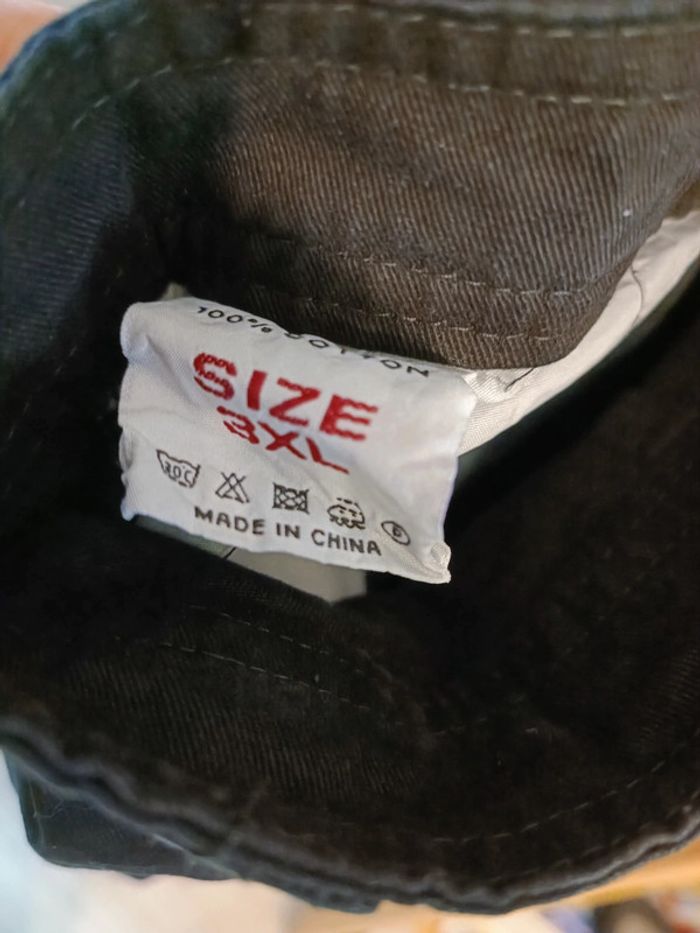 100% COTTON
SIZE
3XL
MADE IN CHINA